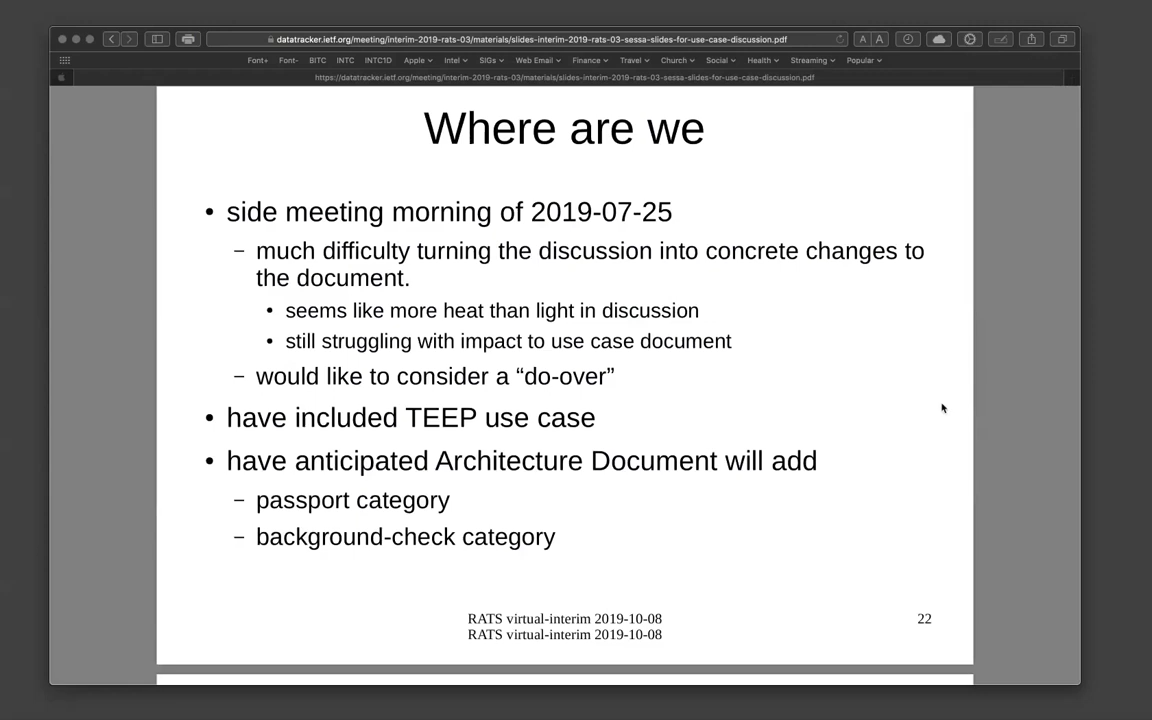 datatracker.ietf.org/meeting/interim-2019-rats-03/materials/slides-interim-2019-rats-03-sessa-slides-for-use-case-discussion.pdf
A A
Font+ Font- BITC INTC INTC1D Apple Intel SIGs Web Email Finance Travel Church Social Health Streaming Popular
https://datatracker.ietf.org/meeting/interim-2019-rats-03/materials/slides-interim-2019-rats-03-sessa-slides-for-use-case-discussion.pdf
Where are we
• side meeting morning of 2019-07-25
– much difficulty turning the discussion into concrete changes to
the document.
• seems like more heat than light in discussion
• still struggling with impact to use case document
– would like to consider a “do-over”
• have included TEEP use case
• have anticipated Architecture Document will add
– passport category
– background-check category
RATS virtual-interim 2019-10-08 22
RATS virtual-interim 2019-10-08